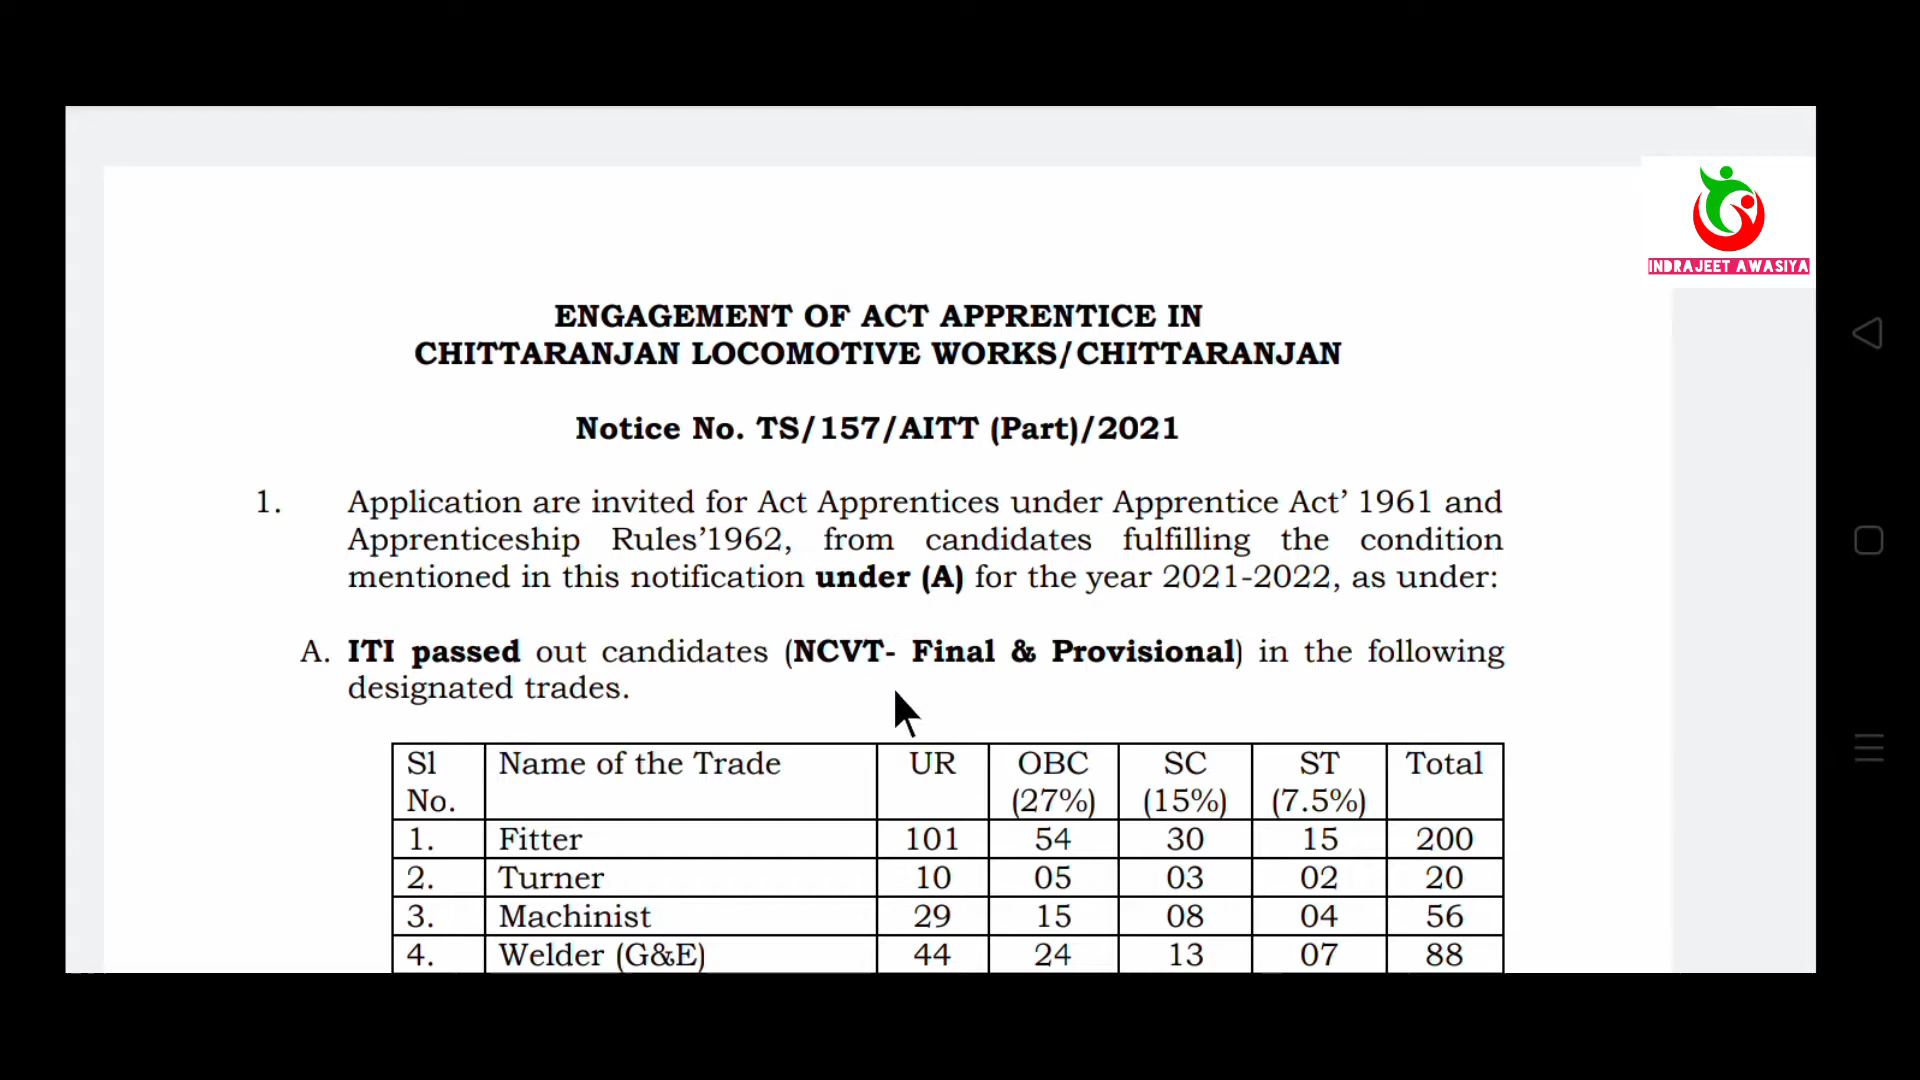 INDRAJEET AWASIYA
ENGAGEMENT OF ACT APPRENTICE IN
CHITTARANJAN LOCOMOTIVE WORKS/CHITTARANJAN
Notice No. TS/157/AITT (Part)/2021
1. Application are invited for Act Apprentices under Apprentice Act’ 1961 and
Apprenticeship Rules’1962, from candidates fulfilling the condition
mentioned in this notification under (A) for the year 2021-2022, as under:
A. ITI passed out candidates (NCVT- Final & Provisional) in the following
designated trades.
Sl Name of the Trade UR OBC SC ST Total
No. (27%) (15%) (7.5%)
1. Fitter 101 54 30 15 200
2. Turner 10 05 03 02 20
3. Machinist 29 15 08 04 56
4. Welder (G&E) 44 24 13 07 88